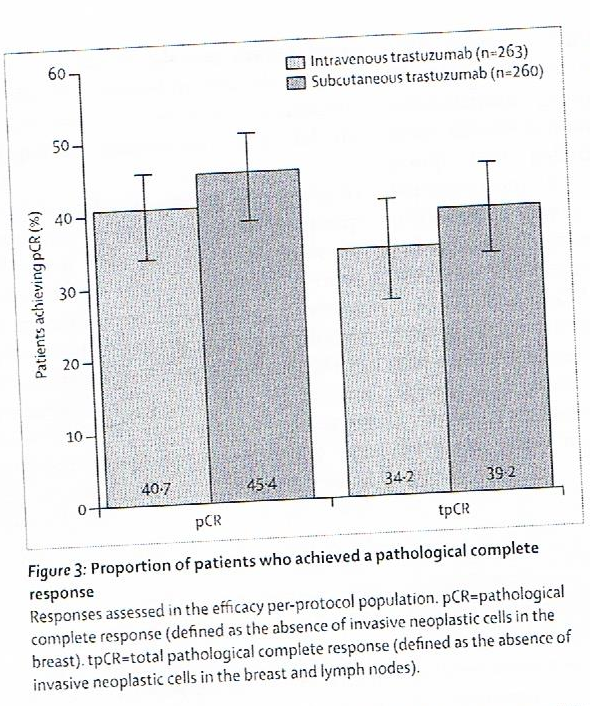 Intravenous trastuzumab (n=263)
Subcutaneous trastuzumab (n=260)
60
50
40
30
20
10
0
Patients achieving pCR (%)
40·7
45·4
34·2
39·2
pCR
tpCR
Figure 3: Proportion of patients who achieved a pathological complete
response
Responses assessed in the efficacy per-protocol population. pCR=pathological
complete response (defined as the absence of invasive neoplastic cells in the
breast). tpCR=total pathological complete response (defined as the absence of
invasive neoplastic cells in the breast and lymph nodes).